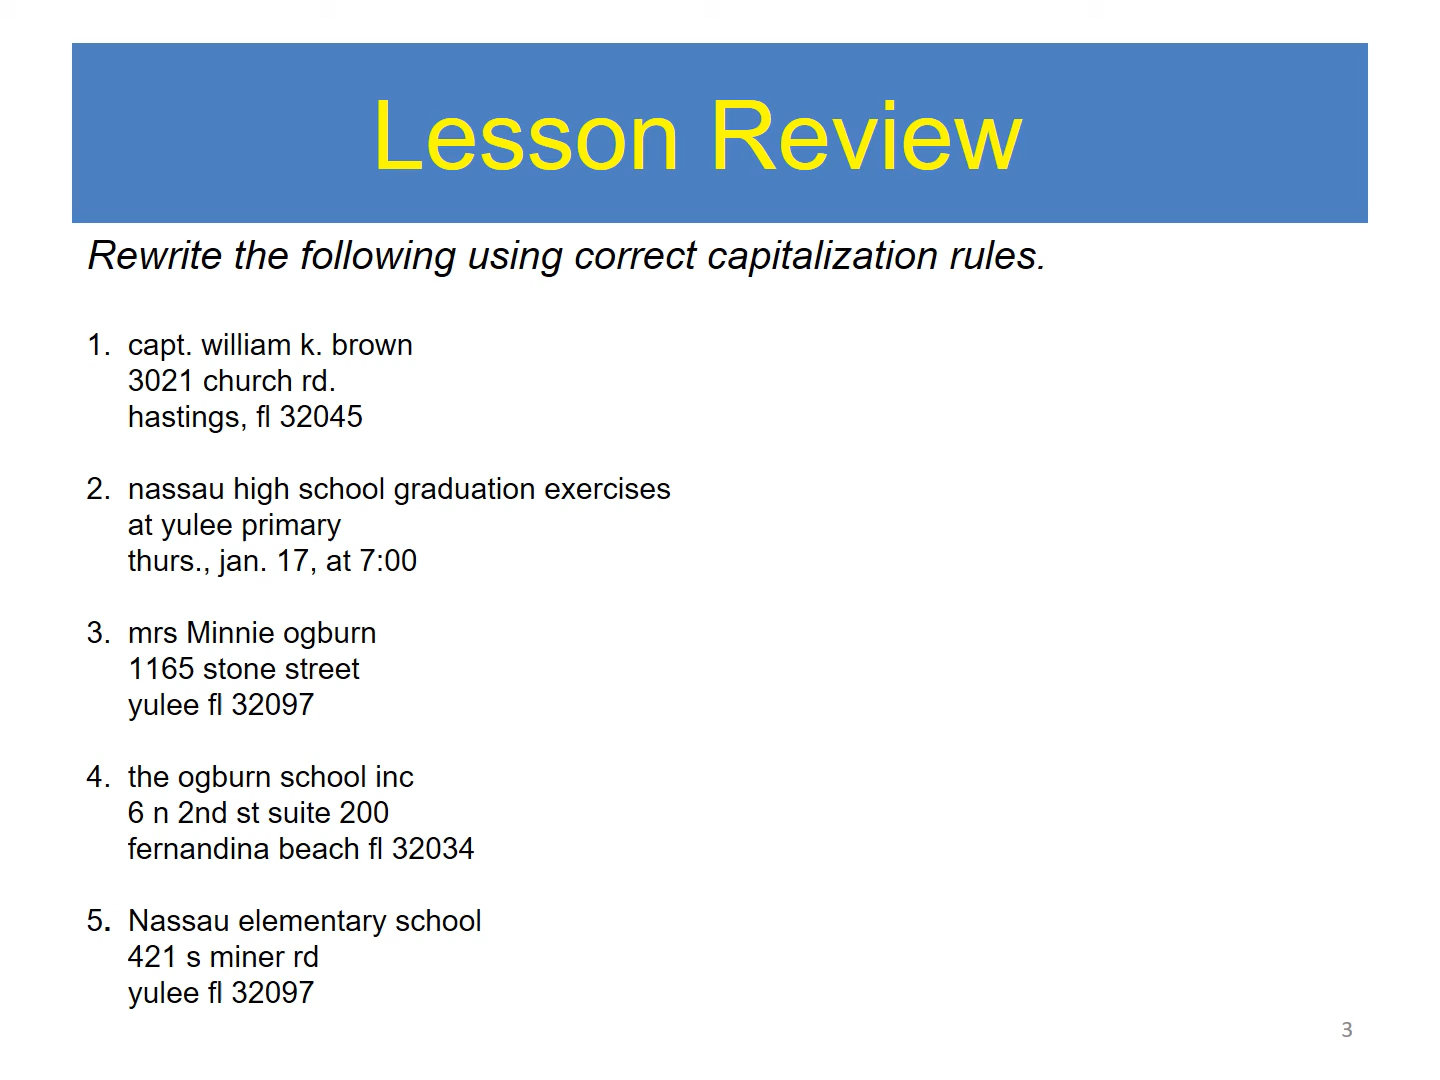 Lesson Review
Rewrite the following using correct capitalization rules.
1. capt. william k. brown
3021 church rd.
hastings, fl 32045
2. nassau high school graduation exercises
at yulee primary
thurs., jan. 17, at 7:00
3. mrs Minnie ogburn
1165 stone street
yulee fl 32097
4. the ogburn school inc
6 n 2nd st suite 200
fernandina beach fl 32034
5. Nassau elementary school
421 s miner rd
yulee fl 32097
3